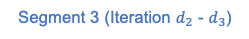 Segment 3 (Iteration d₂ - d₃)